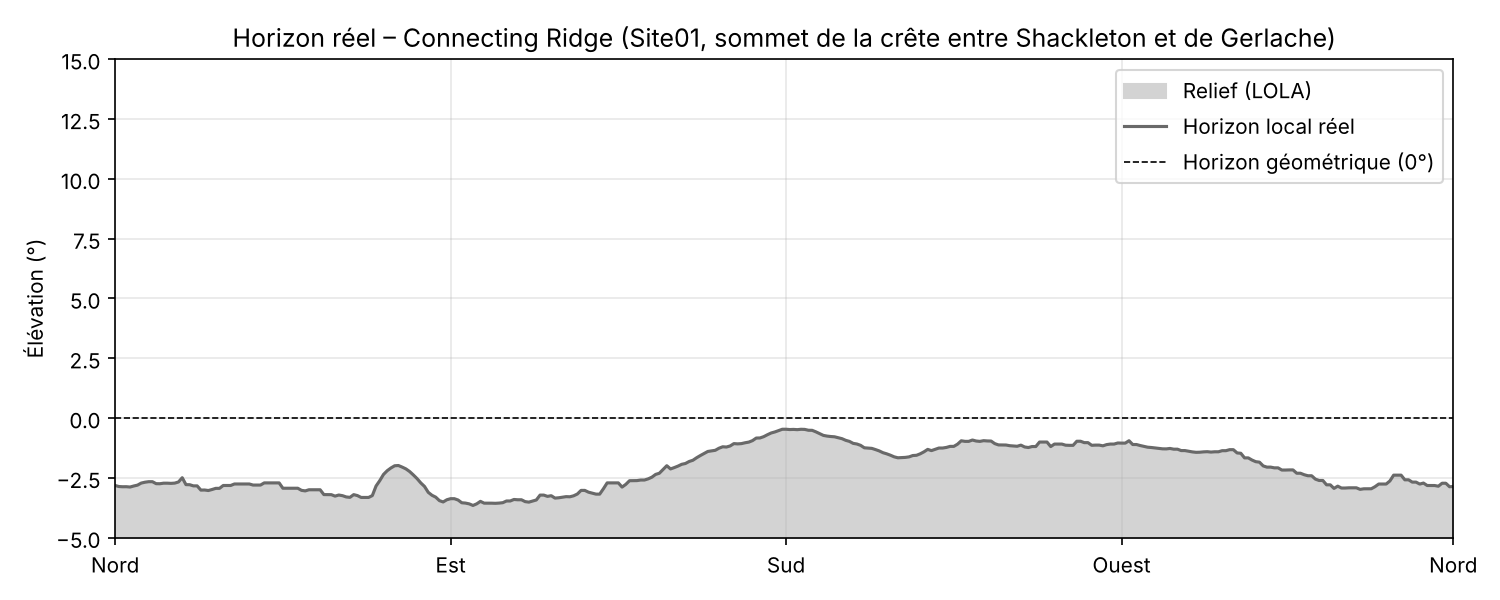 Horizon réel – Connecting Ridge (Site01, sommet de la crête entre Shackleton et de Gerlache)
15.0
12.5
10.0
7.5
5.0
2.5
0.0
−2.5
−5.0
Élévation (°)
Relief (LOLA)
Horizon local réel
Horizon géométrique (0°)
Nord
Est
Sud
Ouest
Nord